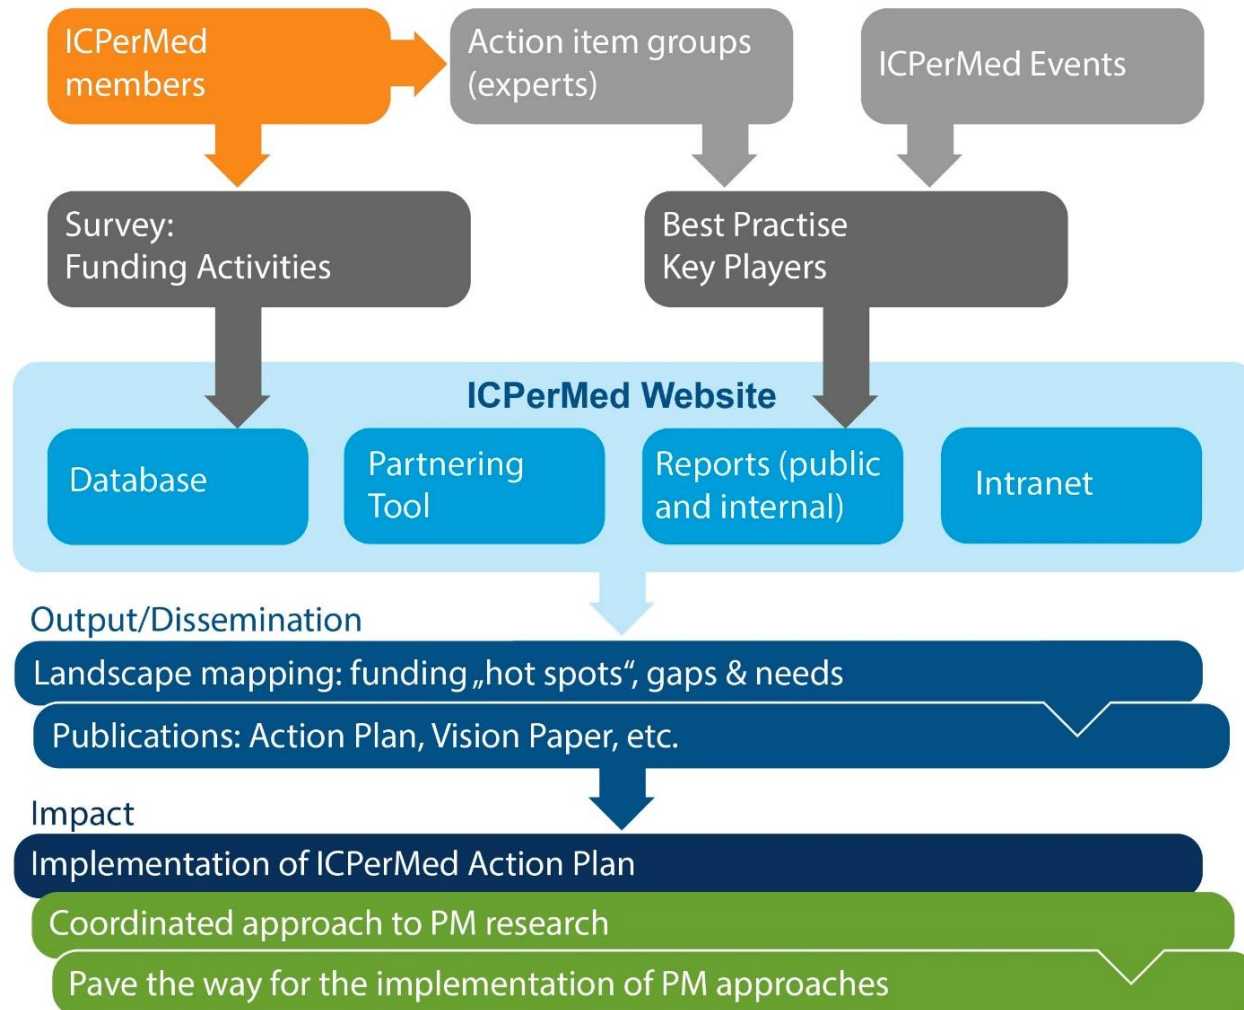 ICPerMed
members
Action item groups
(experts)
ICPerMed Events
Survey:
Funding Activities
Best Practise
Key Players
ICPerMed Website
Database
Partnering
Tool
Reports (public
and internal)
Intranet
Output/Dissemination
Landscape mapping: funding „hot spots“, gaps & needs
Publications: Action Plan, Vision Paper, etc.
Impact
Implementation of ICPerMed Action Plan
Coordinated approach to PM research
Pave the way for the implementation of PM approaches